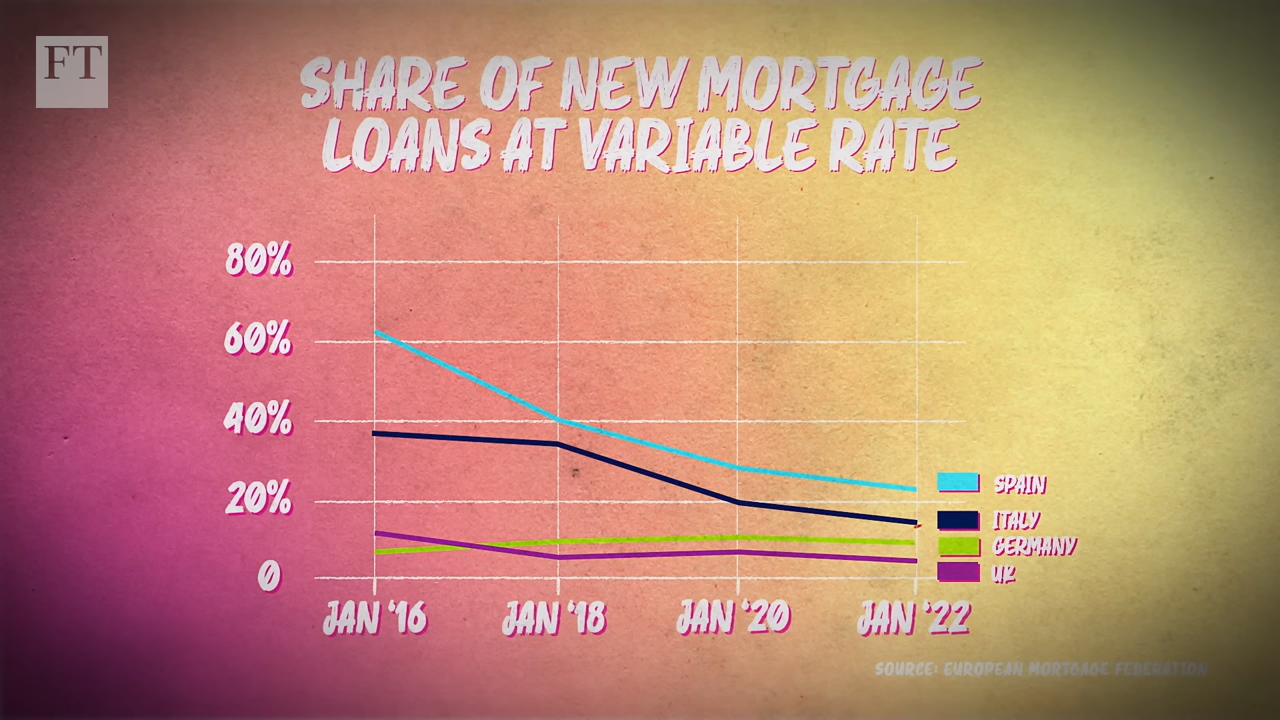 FT
SHARE OF NEW MORTGAGE
LOANS AT VARIABLE RATE
80%
60%
40%
20%
0
SPAIN
ITALY
GERMANY
UK
JAN '16 JAN '18 JAN '20 JAN '22
SOURCE: EUROPEAN MORTGAGE FEDERATION